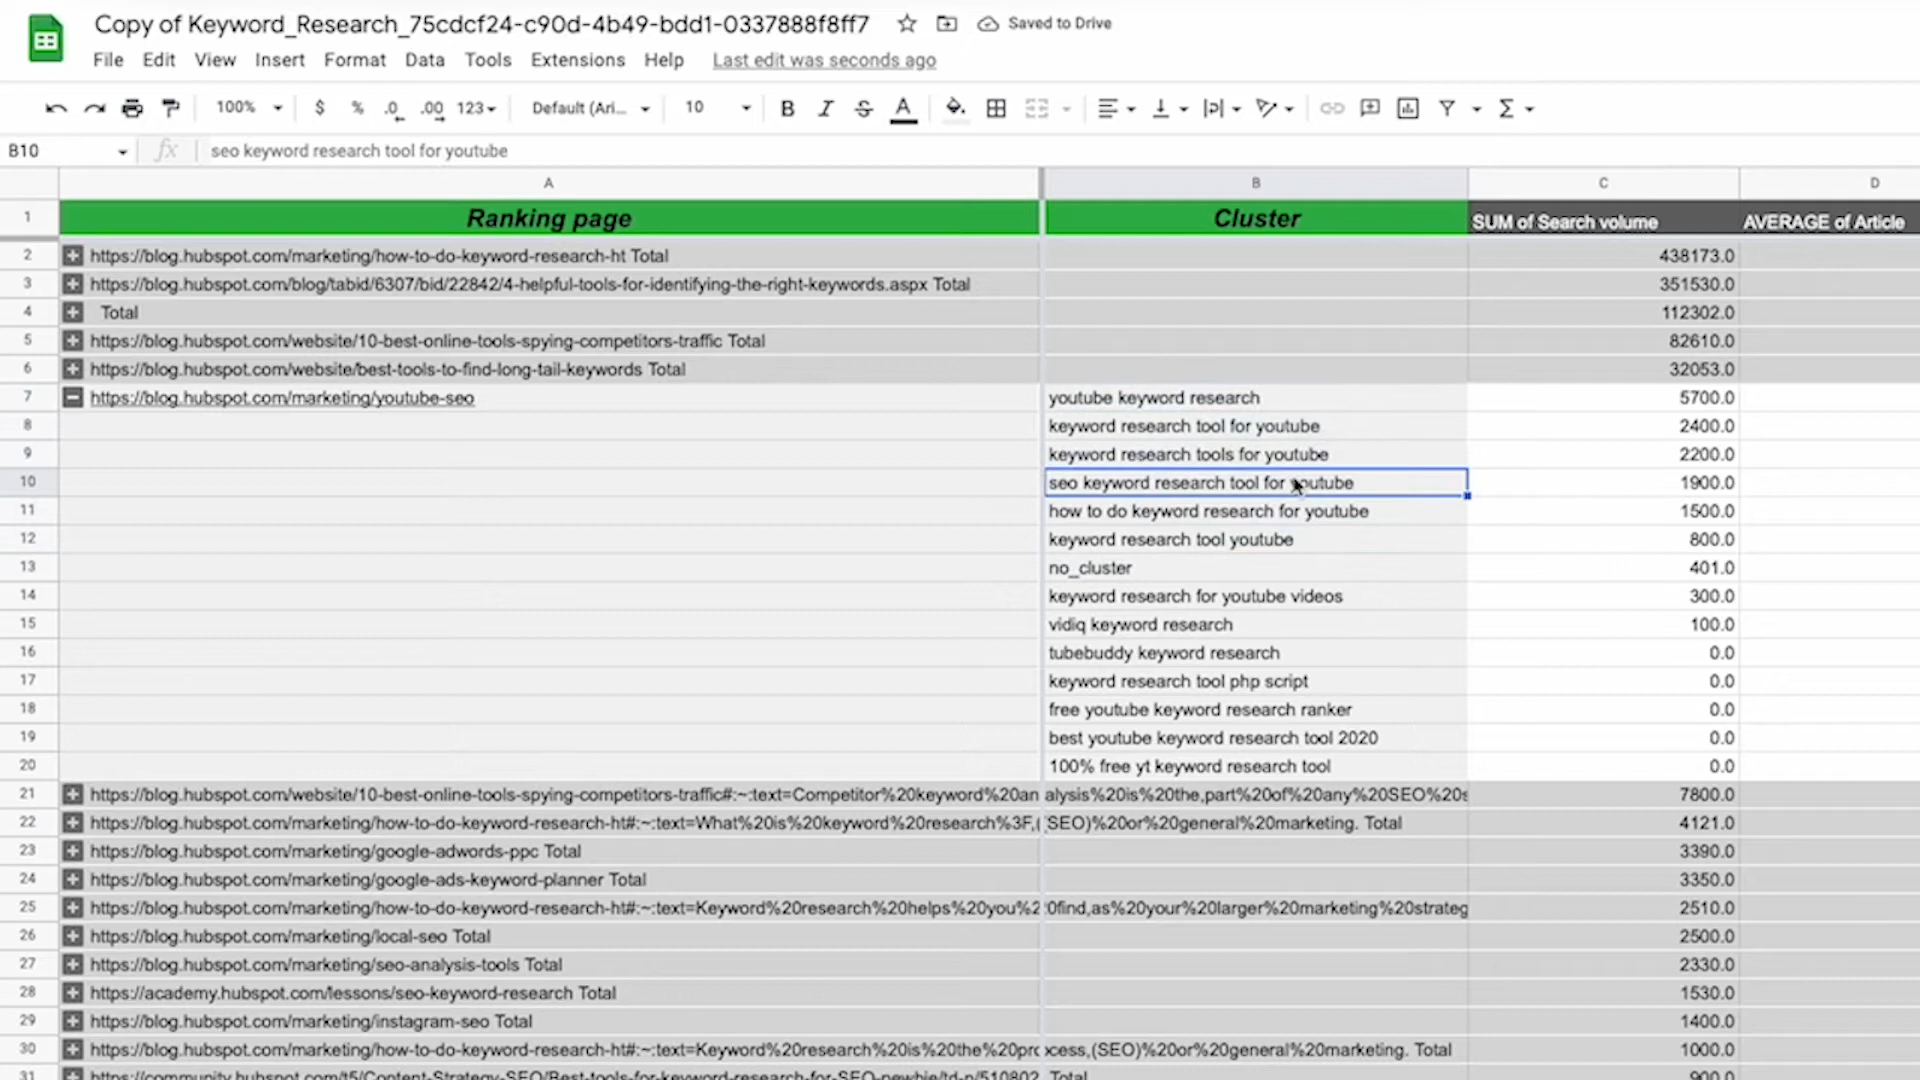 Copy of Keyword_Research_75cdcf24-c90d-4b49-bdd1-0337888f8ff7 Saved to Drive
File Edit View Insert Format Data Tools Extensions Help Last edit was seconds ago
100% $ % .0 .00 123 Default (Ari... 10 B I S A Σ
B10 fx seo keyword research tool for youtube
A B C D
1 Ranking page Cluster SUM of Search volume AVERAGE of Article
2 https://blog.hubspot.com/marketing/how-to-do-keyword-research-ht Total 438173.0
3 https://blog.hubspot.com/blog/tabid/6307/bid/22842/4-helpful-tools-for-identifying-the-right-keywords.aspx Total 351530.0
4 Total 112302.0
5 https://blog.hubspot.com/website/10-best-online-tools-spying-competitors-traffic Total 82610.0
6 https://blog.hubspot.com/website/best-tools-to-find-long-tail-keywords Total 32053.0
7 https://blog.hubspot.com/marketing/youtube-seo youtube keyword research 5700.0
8 keyword research tool for youtube 2400.0
9 keyword research tools for youtube 2200.0
10 seo keyword research tool for youtube 1900.0
11 how to do keyword research for youtube 1500.0
12 keyword research tool youtube 800.0
13 no_cluster 401.0
14 keyword research for youtube videos 300.0
15 vidiq keyword research 100.0
16 tubebuddy keyword research 0.0
17 keyword research tool php script 0.0
18 free youtube keyword research ranker 0.0
19 best youtube keyword research tool 2020 0.0
20 100% free yt keyword research tool 0.0
21 https://blog.hubspot.com/website/10-best-online-tools-spying-competitors-traffic#:~:text=Competitor%20keyword%20analysis%20is%20the,part%20of%20any%20SEO%20s 7800.0
22 https://blog.hubspot.com/marketing/how-to-do-keyword-research-ht#:~:text=What%20is%20keyword%20research%3F,(SEO)%20or%20general%20marketing. Total 4121.0
23 https://blog.hubspot.com/marketing/google-adwords-ppc Total 3390.0
24 https://blog.hubspot.com/marketing/google-ads-keyword-planner Total 3350.0
25 https://blog.hubspot.com/marketing/how-to-do-keyword-research-ht#:~:text=Keyword%20research%20helps%20you%20find,as%20your%20larger%20marketing%20strateg 2510.0
26 https://blog.hubspot.com/marketing/local-seo Total 2500.0
27 https://blog.hubspot.com/marketing/seo-analysis-tools Total 2330.0
28 https://academy.hubspot.com/lessons/seo-keyword-research Total 1530.0
29 https://blog.hubspot.com/marketing/instagram-seo Total 1400.0
30 https://blog.hubspot.com/marketing/how-to-do-keyword-research-ht#:~:text=Keyword%20research%20is%20the%20process,(SEO)%20or%20general%20marketing. Total 1000.0
31 https://community.hubspot.com/t5/Content-Strategy-SEO/Best-tools-for-keyword-research-for-SEO-newbie/td-p/510802 Total 900.0